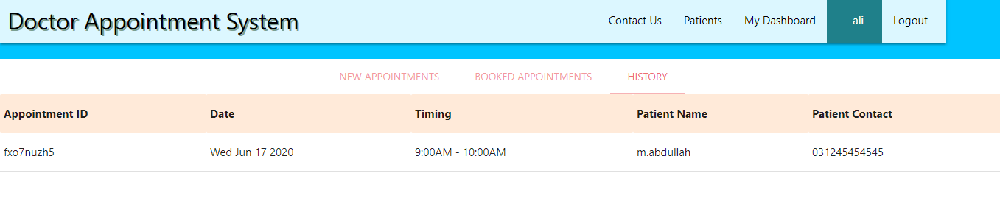 Doctor Appointment System Contact Us Patients My Dashboard ali Logout
NEW APPOINTMENTS BOOKED APPOINTMENTS HISTORY
Appointment ID Date Timing Patient Name Patient Contact
fxo7nuzh5 Wed Jun 17 2020 9:00AM - 10:00AM m.abdullah 031245454545